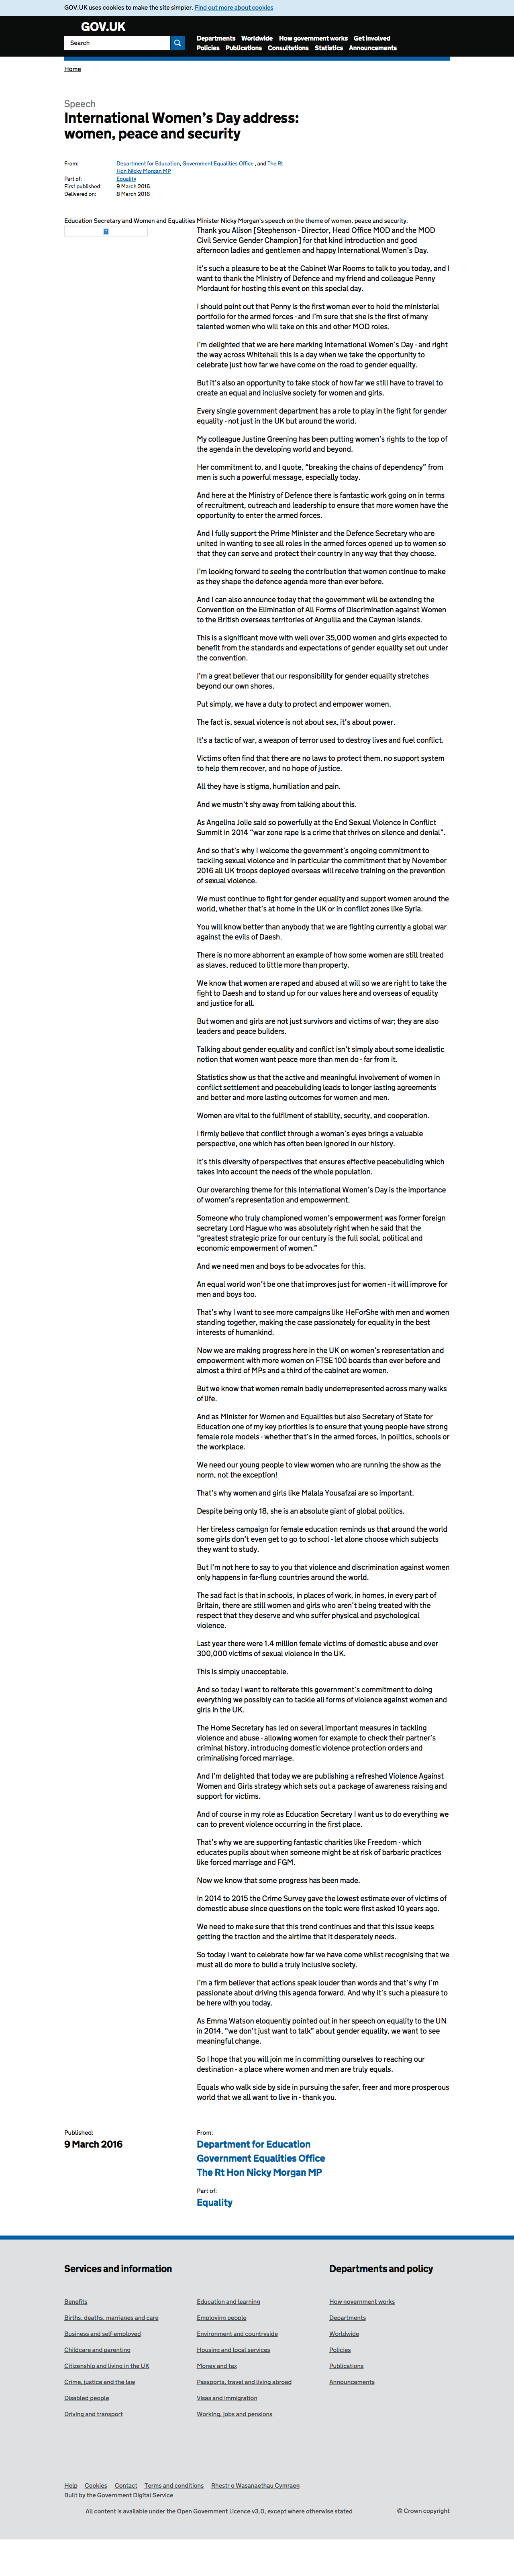 GOV.UK uses cookies to make the site simpler. Find out more about cookies
GOV.UK
Search
Departments Worldwide How government works Get involved
Policies Publications Consultations Statistics Announcements
Home
Speech
International Women's Day address:
women, peace and security
From: Department for Education, Government Equalities Office , and The Rt
Hon Nicky Morgan MP
Part of: Equality
First published: 9 March 2016
Delivered on: 8 March 2016
Education Secretary and Women and Equalities Minister Nicky Morgan's speech on the theme of women, peace and security.
Thank you Alison [Stephenson - Director, Head Office MOD and the MOD
Civil Service Gender Champion] for that kind introduction and good
afternoon ladies and gentlemen and happy International Women's Day.
It's such a pleasure to be at the Cabinet War Rooms to talk to you today, and I
want to thank the Ministry of Defence and my friend and colleague Penny
Mordaunt for hosting this event on this special day.
I should point out that Penny is the first woman ever to hold the ministerial
portfolio for the armed forces - and I'm sure that she is the first of many
talented women who will take on this and other MOD roles.
I'm delighted that we are here marking International Women's Day - and right
the way across Whitehall this is a day when we take the opportunity to
celebrate just how far we have come on the road to gender equality.
But it's also an opportunity to take stock of how far we still have to travel to
create an equal and inclusive society for women and girls.
Every single government department has a role to play in the fight for gender
equality - not just in the UK but around the world.
My colleague Justine Greening has been putting women's rights to the top of
the agenda in the developing world and beyond.
Her commitment to, and I quote, "breaking the chains of dependency" from
men is such a powerful message, especially today.
And here at the Ministry of Defence there is fantastic work going on in terms
of recruitment, outreach and leadership to ensure that more women have the
opportunity to enter the armed forces.
And I fully support the Prime Minister and the Defence Secretary who are
united in wanting to see all roles in the armed forces opened up to women so
that they can serve and protect their country in any way that they choose.
I'm looking forward to seeing the contribution that women continue to make
as they shape the defence agenda more than ever before.
And I can also announce today that the government will be extending the
Convention on the Elimination of All Forms of Discrimination against Women
to the British overseas territories of Anguilla and the Cayman Islands.
This is a significant move with well over 35,000 women and girls expected to
benefit from the standards and expectations of gender equality set out under
the convention.
I'm a great believer that our responsibility for gender equality stretches
beyond our own shores.
Put simply, we have a duty to protect and empower women.
The fact is, sexual violence is not about sex, it's about power.
It's a tactic of war, a weapon of terror used to destroy lives and fuel conflict.
Victims often find that there are no laws to protect them, no support system
to help them recover, and no hope of justice.
All they have is stigma, humiliation and pain.
And we mustn't shy away from talking about this.
As Angelina Jolie said so powerfully at the End Sexual Violence in Conflict
Summit in 2014 "war zone rape is a crime that thrives on silence and denial".
And so that's why I welcome the government's ongoing commitment to
tackling sexual violence and in particular the commitment that by November
2016 all UK troops deployed overseas will receive training on the prevention
of sexual violence.
We must continue to fight for gender equality and support women around the
world, whether that's at home in the UK or in conflict zones like Syria.
You will know better than anybody that we are fighting currently a global war
against the evils of Daesh.
There is no more abhorrent an example of how some women are still treated
as slaves, reduced to little more than property.
We know that women are raped and abused at will so we are right to take the
fight to Daesh and to stand up for our values here and overseas of equality
and justice for all.
But women and girls are not just survivors and victims of war; they are also
leaders and peace builders.
Talking about gender equality and conflict isn't simply about some idealistic
notion that women want peace more than men do - far from it.
Statistics show us that the active and meaningful involvement of women in
conflict settlement and peacebuilding leads to longer lasting agreements
and better and more lasting outcomes for women and men.
Women are vital to the fulfilment of stability, security, and cooperation.
I firmly believe that conflict through a woman's eyes brings a valuable
perspective, one which has often been ignored in our history.
It's this diversity of perspectives that ensures effective peacebuilding which
takes into account the needs of the whole population.
Our overarching theme for this International Women's Day is the importance
of women's representation and empowerment.
Someone who truly championed women's empowerment was former foreign
secretary Lord Hague who was absolutely right when he said that the
"greatest strategic prize for our century is the full social, political and
economic empowerment of women."
And we need men and boys to be advocates for this.
An equal world won't be one that improves just for women - it will improve for
men and boys too.
That's why I want to see more campaigns like HeForShe with men and women
standing together, making the case passionately for equality in the best
interests of humankind.
Now we are making progress here in the UK on women's representation and
empowerment with more women on FTSE 100 boards than ever before and
almost a third of MPs and a third of the cabinet are women.
But we know that women remain badly underrepresented across many walks
of life.
And as Minister for Women and Equalities but also Secretary of State for
Education one of my key priorities is to ensure that young people have strong
female role models - whether that's in the armed forces, in politics, schools or
the workplace.
We need our young people to view women who are running the show as the
norm, not the exception!
That's why women and girls like Malala Yousafzai are so important.
Despite being only 18, she is an absolute giant of global politics.
Her tireless campaign for female education reminds us that around the world
some girls don't even get to go to school - let alone choose which subjects
they want to study.
But I'm not here to say to you that violence and discrimination against women
only happens in far-flung countries around the world.
The sad fact is that in schools, in places of work, in homes, in every part of
Britain, there are still women and girls who aren't being treated with the
respect that they deserve and who suffer physical and psychological
violence.
Last year there were 1.4 million female victims of domestic abuse and over
300,000 victims of sexual violence in the UK.
This is simply unacceptable.
And so today I want to reiterate this government's commitment to doing
everything we possibly can to tackle all forms of violence against women and
girls in the UK.
The Home Secretary has led on several important measures in tackling
violence and abuse - allowing women for example to check their partner's
criminal history, introducing domestic violence protection orders and
criminalising forced marriage.
And I'm delighted that today we are publishing a refreshed Violence Against
Women and Girls strategy which sets out a package of awareness raising and
support for victims.
And of course in my role as Education Secretary I want us to do everything we
can to prevent violence occurring in the first place.
That's why we are supporting fantastic charities like Freedom - which
educates pupils about when someone might be at risk of barbaric practices
like forced marriage and FGM.
Now we know that some progress has been made.
In 2014 to 2015 the Crime Survey gave the lowest estimate ever of victims of
domestic abuse since questions on the topic were first asked 10 years ago.
We need to make sure that this trend continues and that this issue keeps
getting the traction and the airtime that it desperately needs.
So today I want to celebrate how far we have come whilst recognising that we
must all do more to build a truly inclusive society.
I'm a firm believer that actions speak louder than words and that's why I'm
passionate about driving this agenda forward. And why it's such a pleasure to
be here with you today.
As Emma Watson eloquently pointed out in her speech on equality to the UN
in 2014, "we don't just want to talk" about gender equality, we want to see
meaningful change.
So I hope that you will join me in committing ourselves to reaching our
destination - a place where women and men are truly equals.
Equals who walk side by side in pursuing the safer, freer and more prosperous
world that we all want to live in - thank you.
Published:
9 March 2016
From:
Department for Education
Government Equalities Office
The Rt Hon Nicky Morgan MP
Part of:
Equality
Services and information
Benefits
Births, deaths, marriages and care
Business and self-employed
Childcare and parenting
Citizenship and living in the UK
Crime, justice and the law
Disabled people
Driving and transport
Education and learning
Employing people
Environment and countryside
Housing and local services
Money and tax
Passports, travel and living abroad
Visas and immigration
Working, jobs and pensions
Departments and policy
How government works
Departments
Worldwide
Policies
Publications
Announcements
Help Cookies Contact Terms and conditions Rhestr o Wasanaethau Cymraeg
Built by the Government Digital Service
All content is available under the Open Government Licence v3.0, except where otherwise stated
© Crown copyright